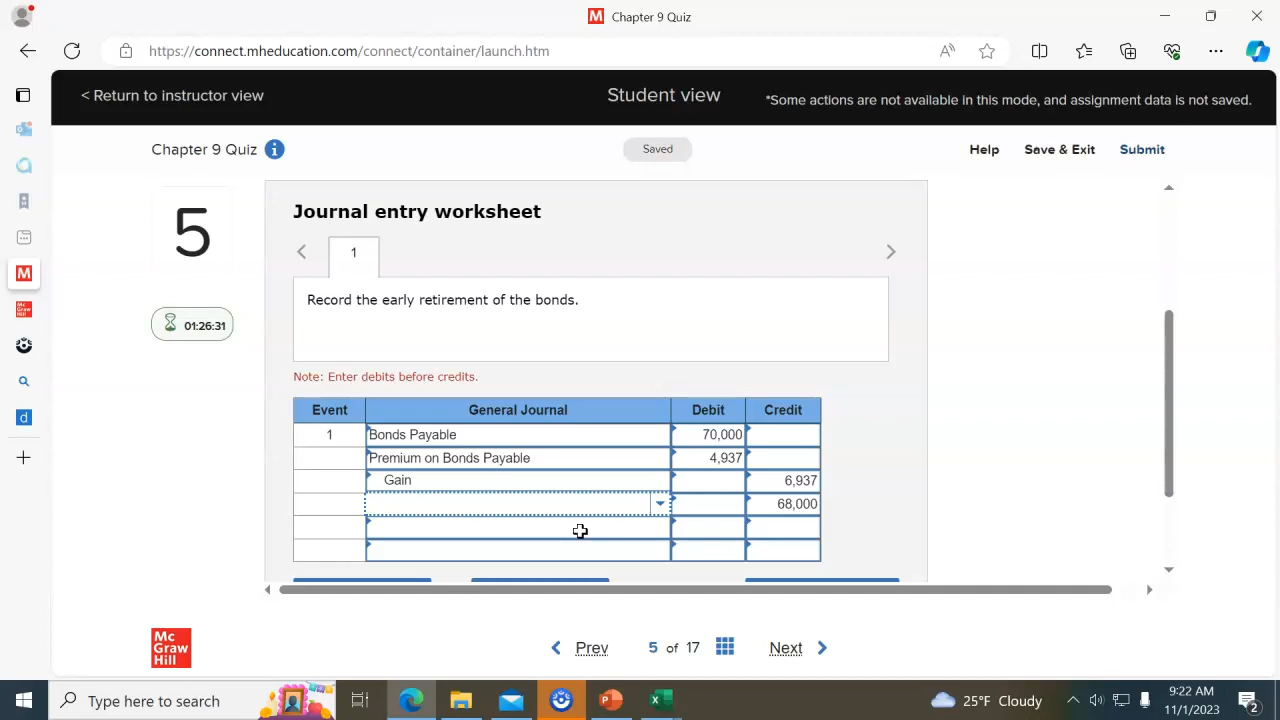 M Chapter 9 Quiz
https://connect.mheducation.com/connect/container/launch.htm
< Return to instructor view
Student view
*Some actions are not available in this mode, and assignment data is not saved.
Chapter 9 Quiz i
Saved
Help
Save & Exit
Submit
5
01:26:31
Journal entry worksheet
1
Record the early retirement of the bonds.
Note: Enter debits before credits.
Event General Journal Debit Credit
1 Bonds Payable 70,000
Premium on Bonds Payable 4,937
Gain 6,937
68,000
Mc
Graw
Hill
Prev
5 of 17
Next
Type here to search
25°F Cloudy
9:22 AM
11/1/2023
2